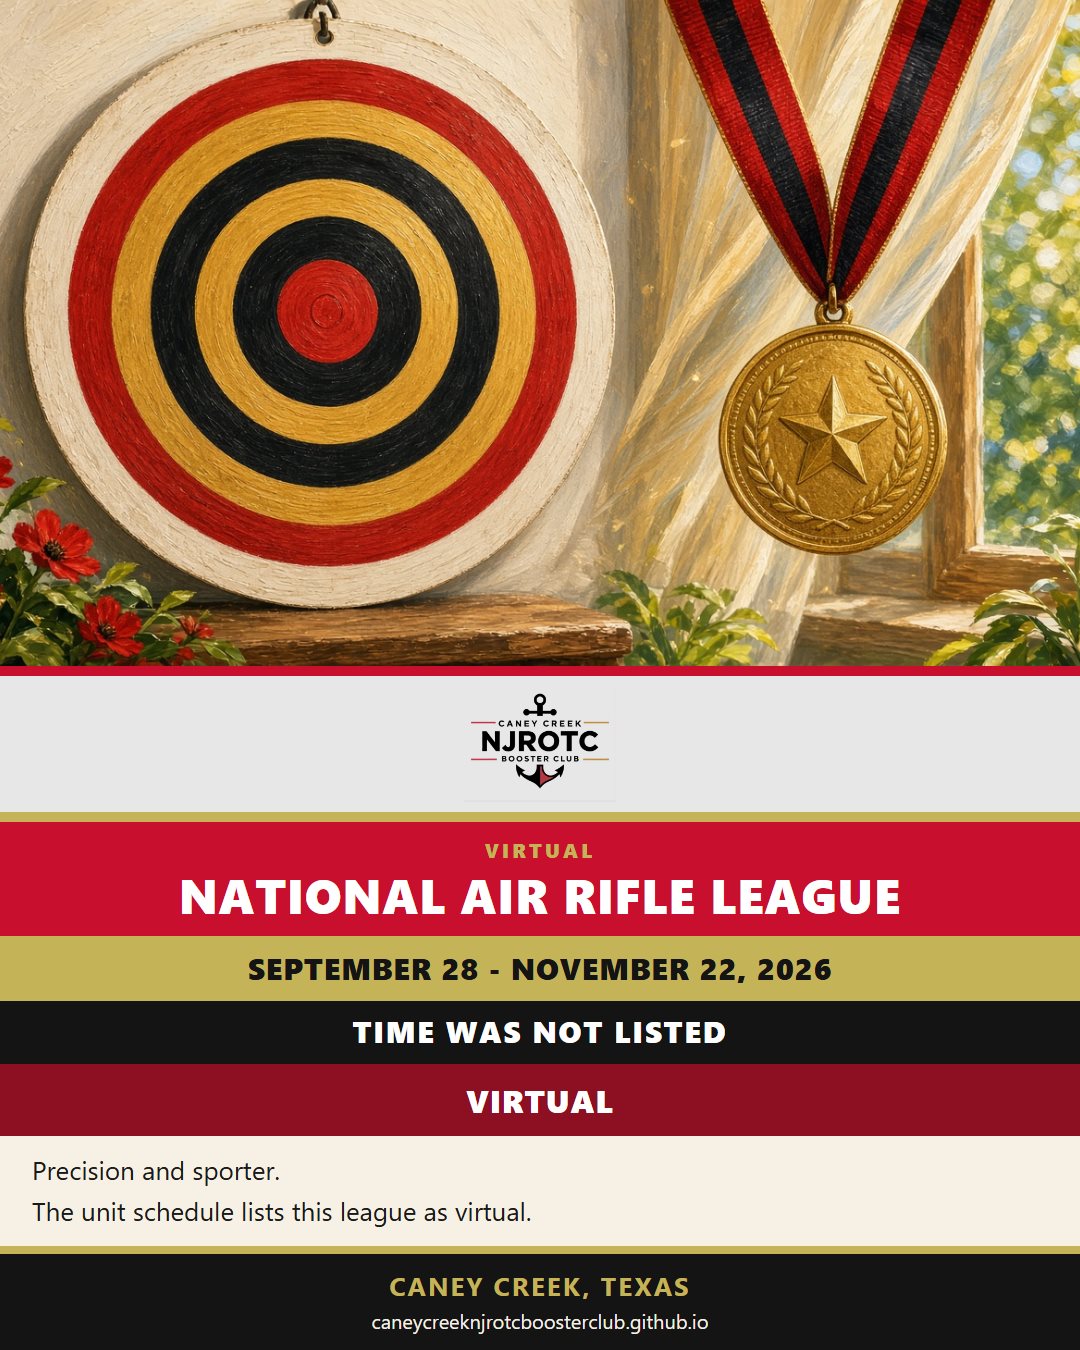 CANEY CREEK
NJROTC
BOOSTER CLUB
VIRTUAL
NATIONAL AIR RIFLE LEAGUE
SEPTEMBER 28 - NOVEMBER 22, 2026
TIME WAS NOT LISTED
VIRTUAL
Precision and sporter.
The unit schedule lists this league as virtual.
CANEY CREEK, TEXAS
caneycreeknjrotcboosterclub.github.io